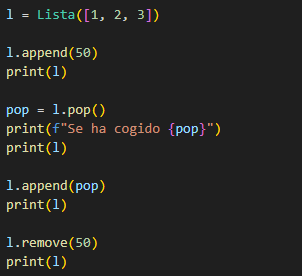 l = Lista([1, 2, 3])
l.append(50)
print(l)
pop = l.pop()
print(f"Se ha cogido {pop}")
print(l)
l.append(pop)
print(l)
l.remove(50)
print(l)